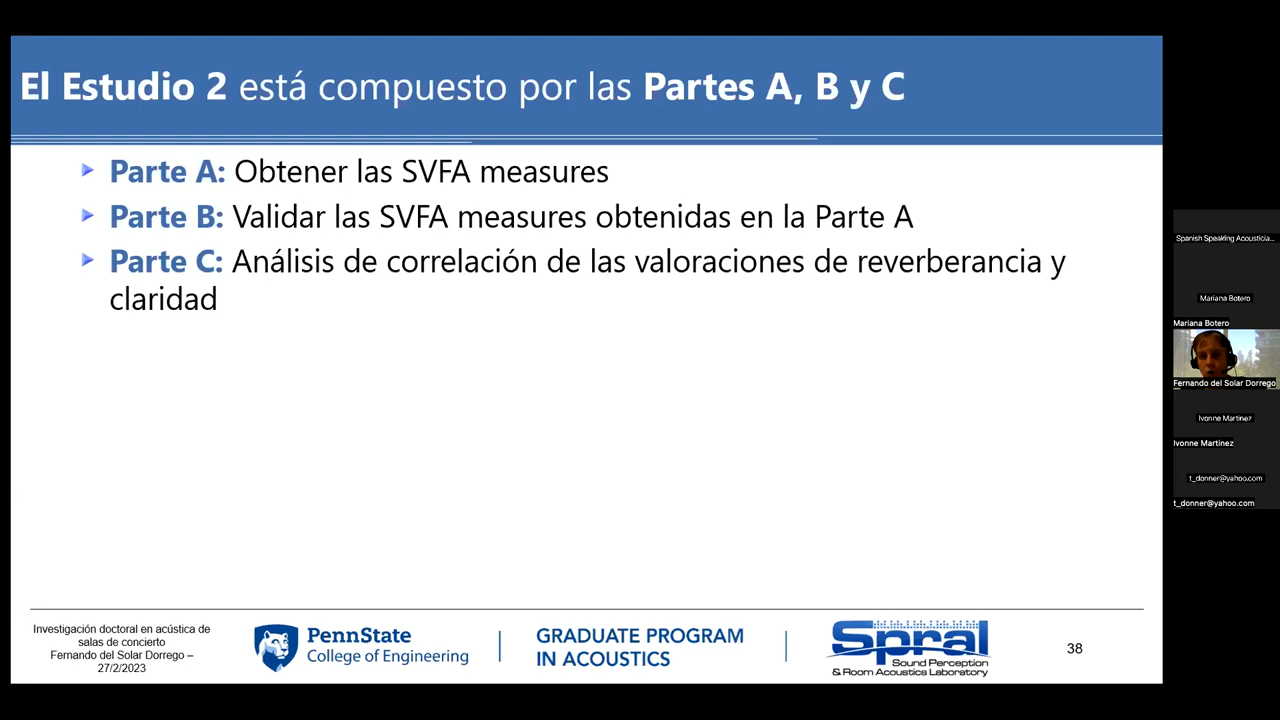 El Estudio 2 está compuesto por las Partes A, B y C
Parte A: Obtener las SVFA measures
Parte B: Validar las SVFA measures obtenidas en la Parte A
Parte C: Análisis de correlación de las valoraciones de reverberancia y
claridad
Investigación doctoral en acústica de
salas de concierto
Fernando del Solar Dorrego –
27/2/2023
PennState
College of Engineering
GRADUATE PROGRAM
IN ACOUSTICS
Spral
Sound Perception
& Room Acoustics Laboratory
38
Spanish Speaking Acousticia...
Mariana Botero
Mariana Botero
Fernando del Solar Dorrego
Ivonne Martinez
Ivonne Martinez
t_donner@yahoo.com
t_donner@yahoo.com